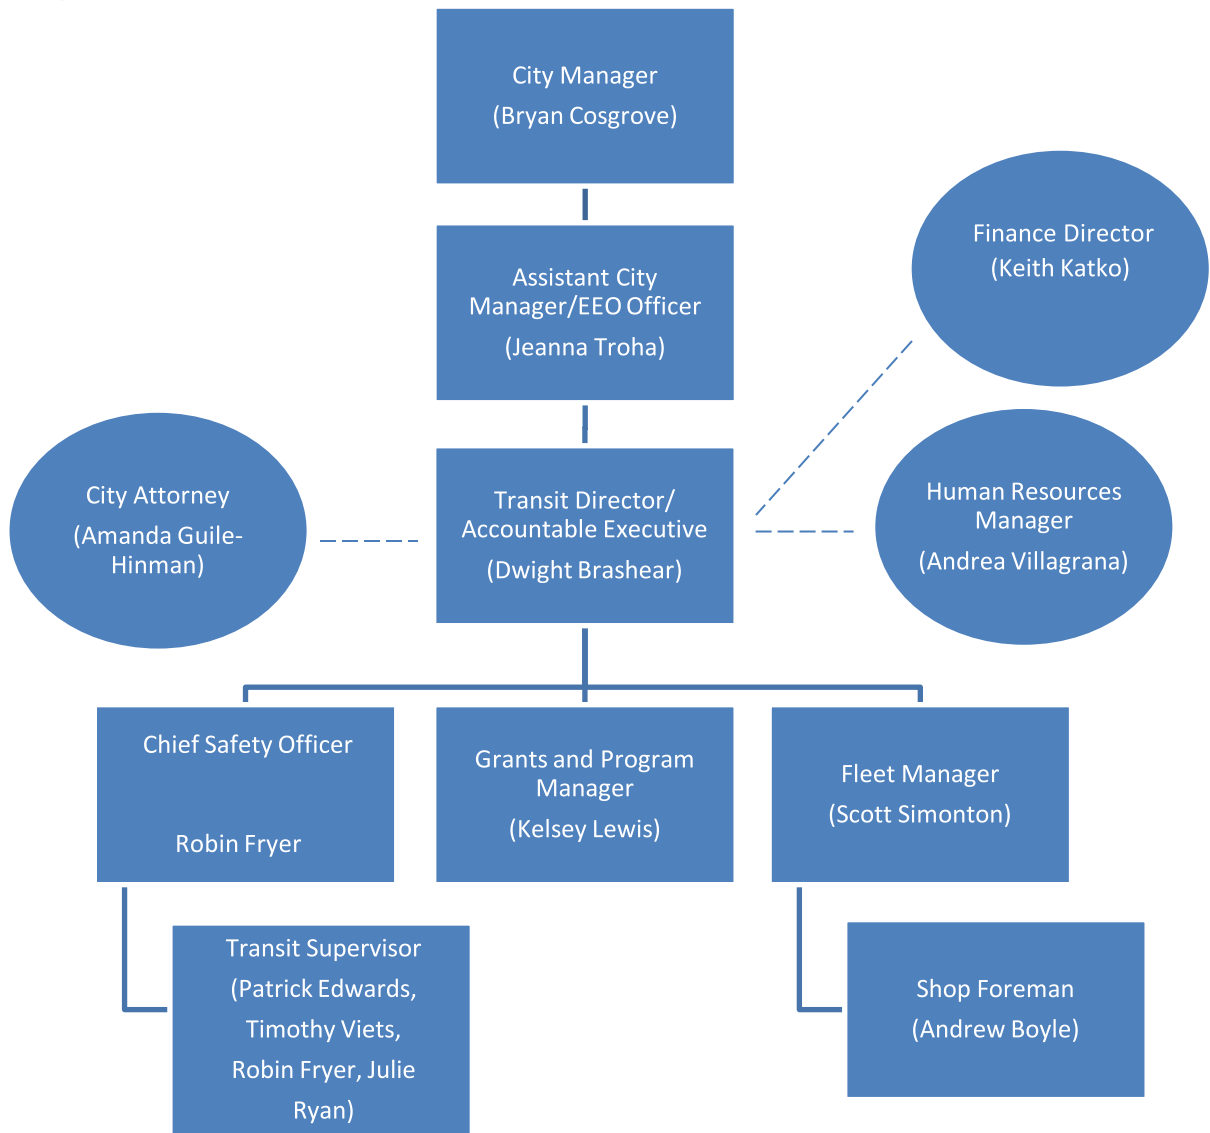 City Manager
(Bryan Cosgrove)
Assistant City
Manager/EEO Officer
(Jeanna Troha)
Finance Director
(Keith Katko)
City Attorney
(Amanda Guile-
Hinman)
Transit Director/
Accountable Executive
(Dwight Brashear)
Human Resources
Manager
(Andrea Villagrana)
Chief Safety Officer
Robin Fryer
Grants and Program
Manager
(Kelsey Lewis)
Fleet Manager
(Scott Simonton)
Transit Supervisor
(Patrick Edwards,
Timothy Viets,
Robin Fryer, Julie
Ryan)
Shop Foreman
(Andrew Boyle)